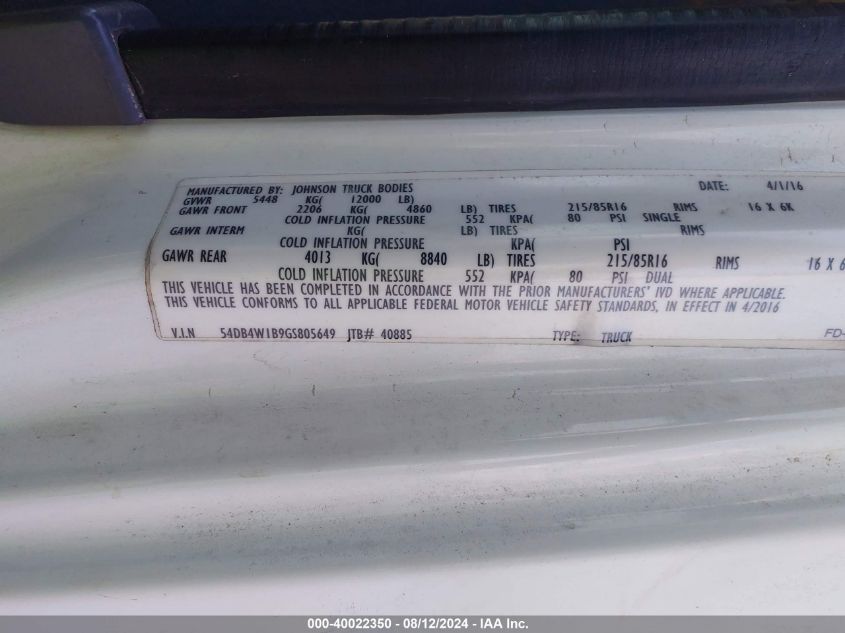 MANUFACTURED BY: JOHNSON TRUCK BODIES DATE: 4/1/16
GVWR 5448 KG( 12000 LB)
GAWR FRONT 2206 KG( 4860 LB) TIRES 215/85R16 RIMS 16 X 6K
COLD INFLATION PRESSURE 552 KPA( 80 PSI SINGLE
GAWR INTERM KG( LB) TIRES RIMS
COLD INFLATION PRESSURE KPA( PSI
GAWR REAR 4013 KG( 8840 LB) TIRES 215/85R16 RIMS 16 X 6
COLD INFLATION PRESSURE 552 KPA( 80 PSI DUAL
THIS VEHICLE HAS BEEN COMPLETED IN ACCORDANCE WITH THE PRIOR MANUFACTURERS' IVD WHERE APPLICABLE.
THIS VEHICLE CONFORMS TO ALL APPLICABLE FEDERAL MOTOR VEHICLE SAFETY STANDARDS, IN EFFECT IN 4/2016
V.I.N 54DB4W1B9GS805649 JTB# 40885 TYPE: TRUCK FD-
000-40022350 - 08/12/2024 - IAA Inc.